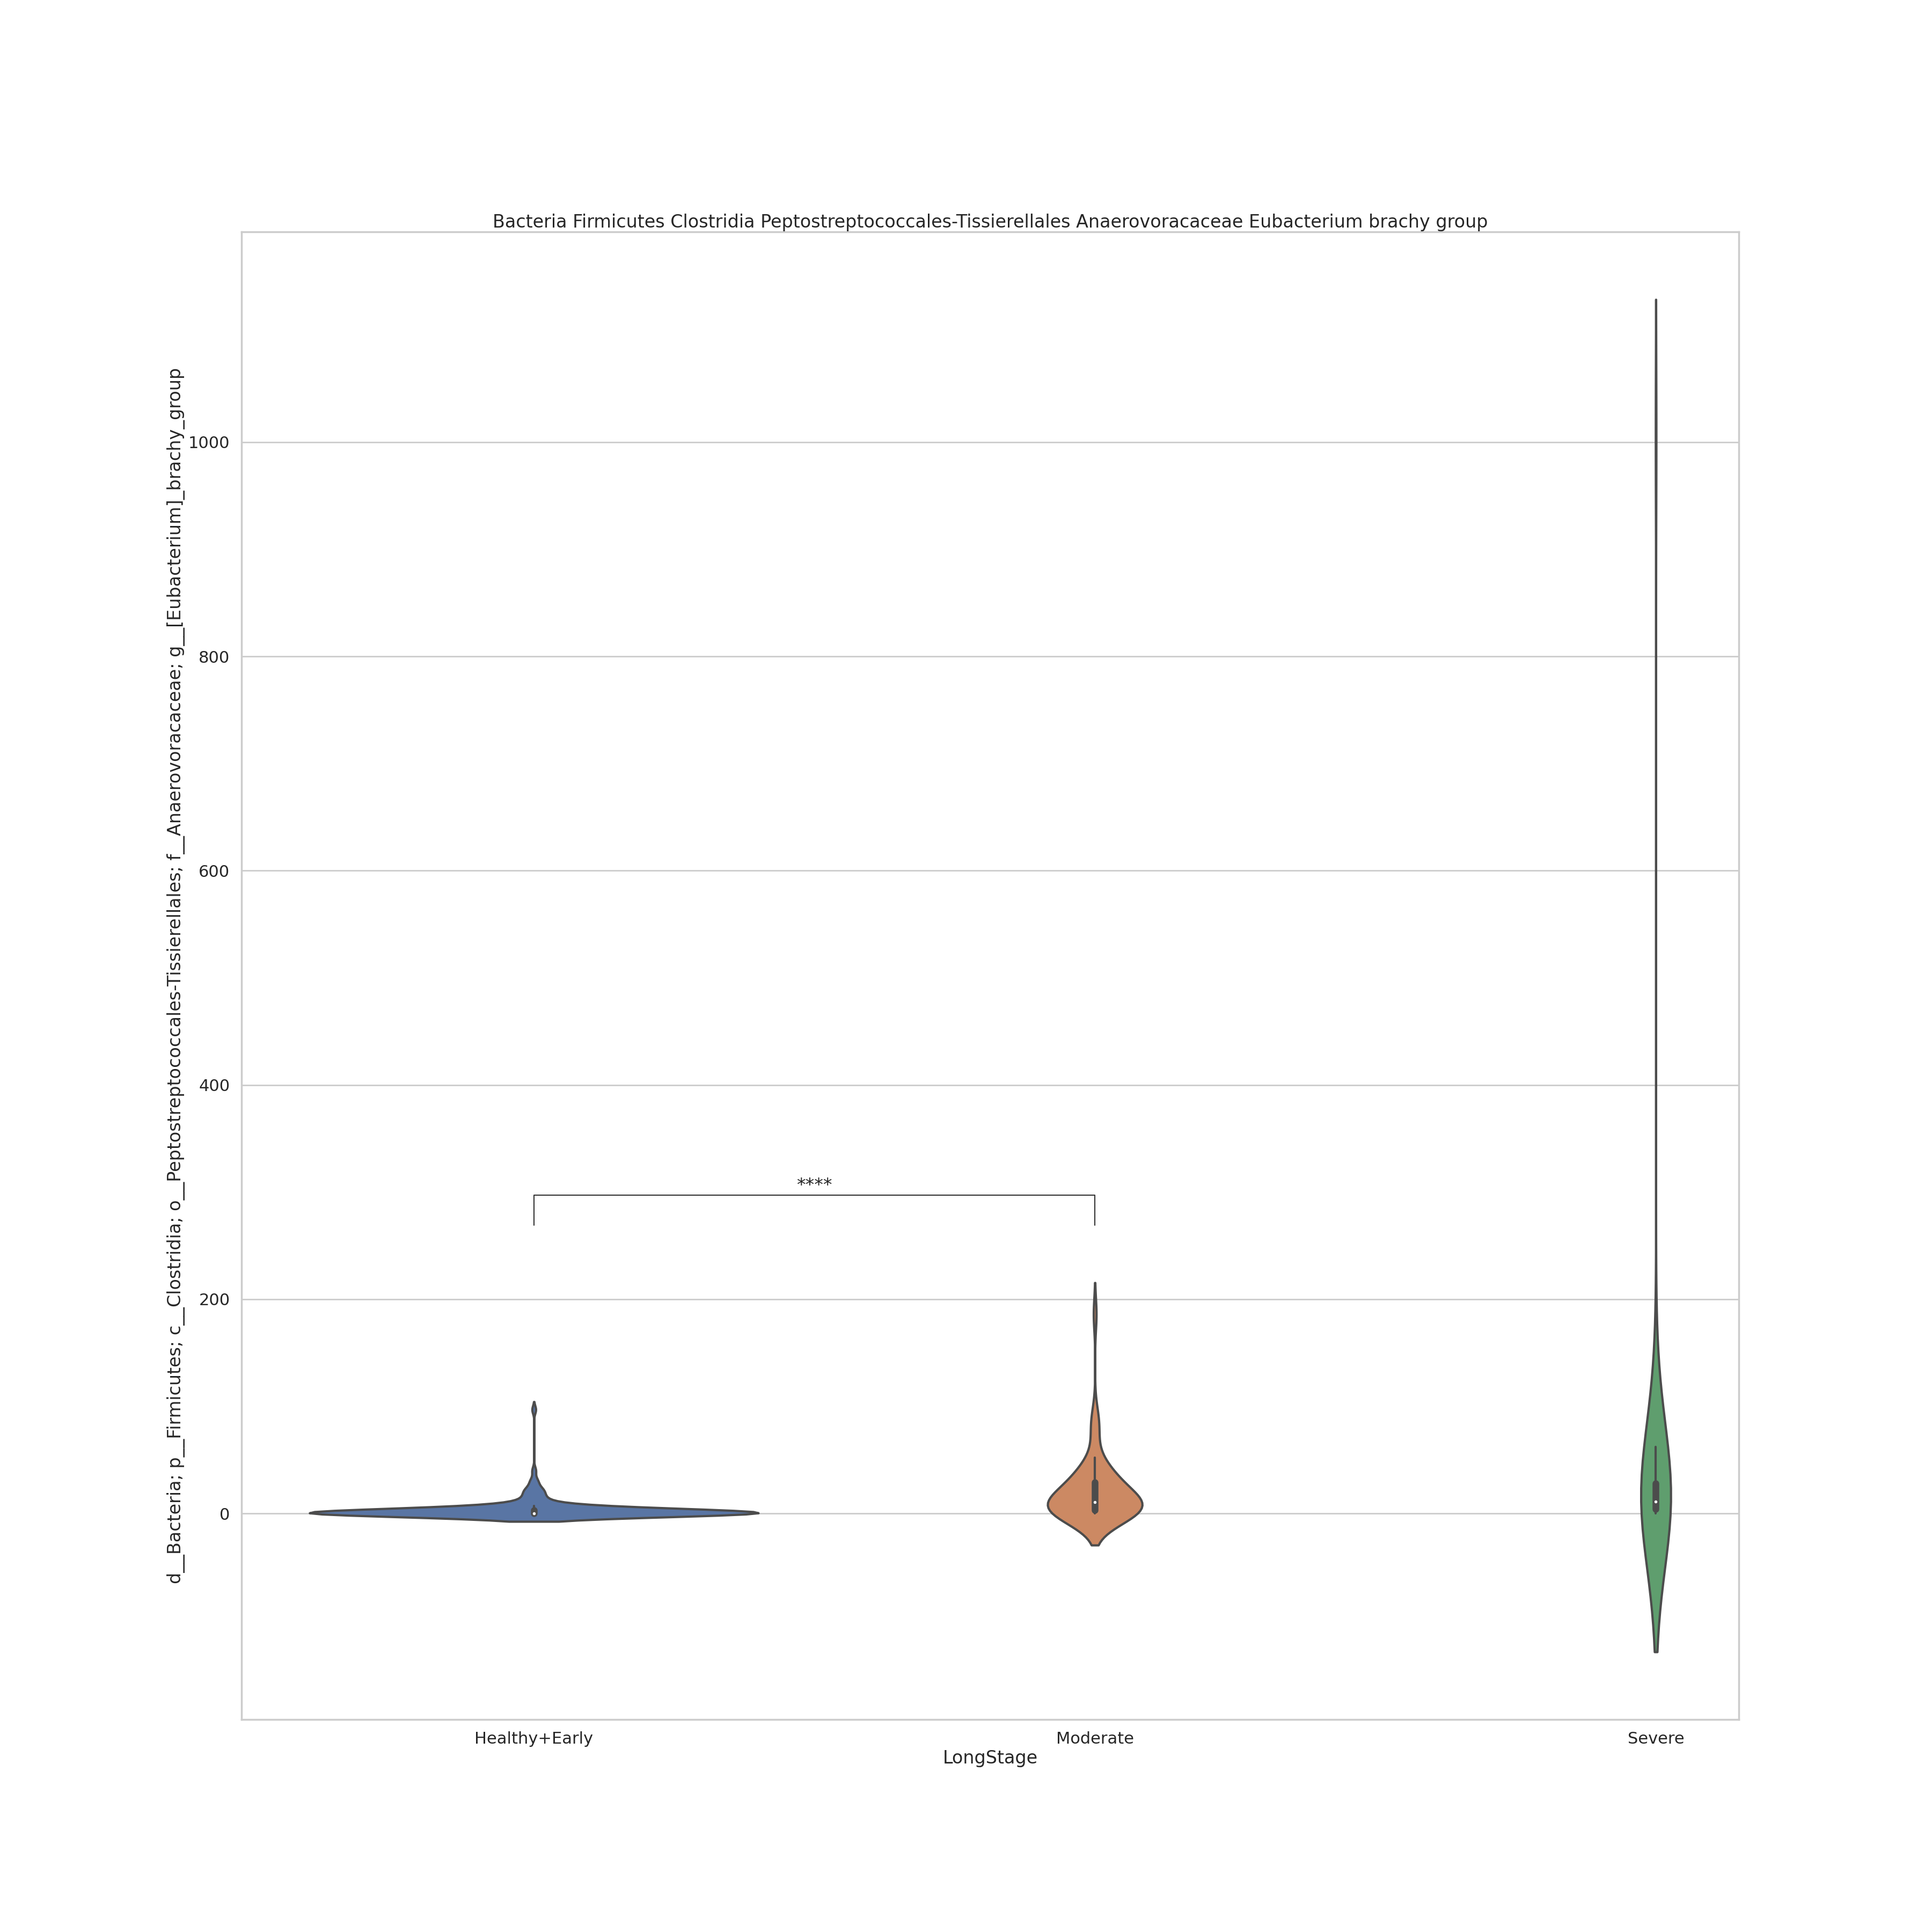 Bacteria Firmicutes Clostridia Peptostreptococcales-Tissierellales Anaerovoracaceae Eubacterium brachy group
d__Bacteria; p__Firmicutes; c__Clostridia; o__Peptostreptococcales-Tissierellales; f__Anaerovoracaceae; g__[Eubacterium]_brachy_group
1000
800
600
400
200
0
****
Healthy+Early
Moderate
Severe
LongStage